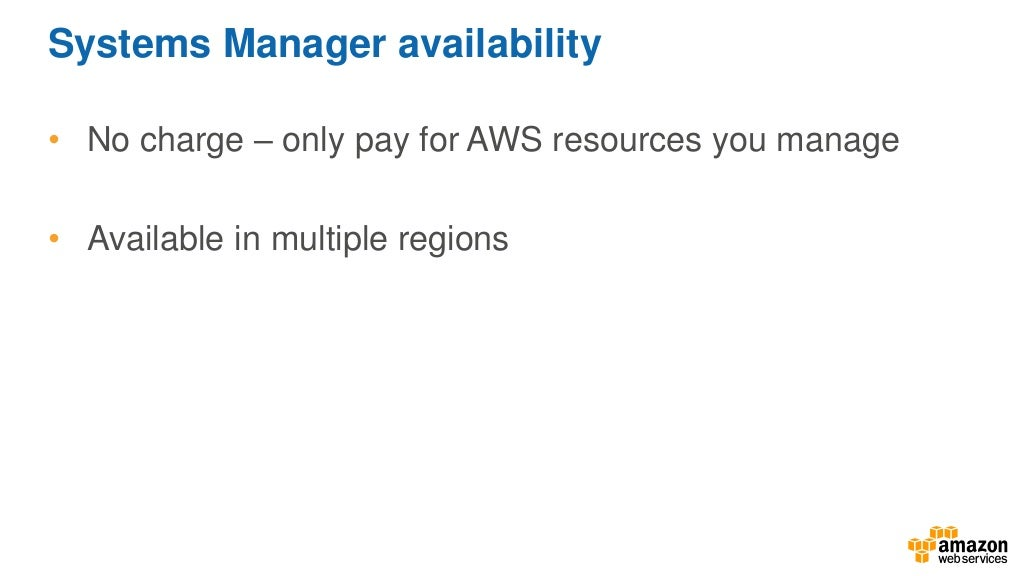 Systems Manager availability
• No charge – only pay for AWS resources you manage
• Available in multiple regions
amazon
webservices